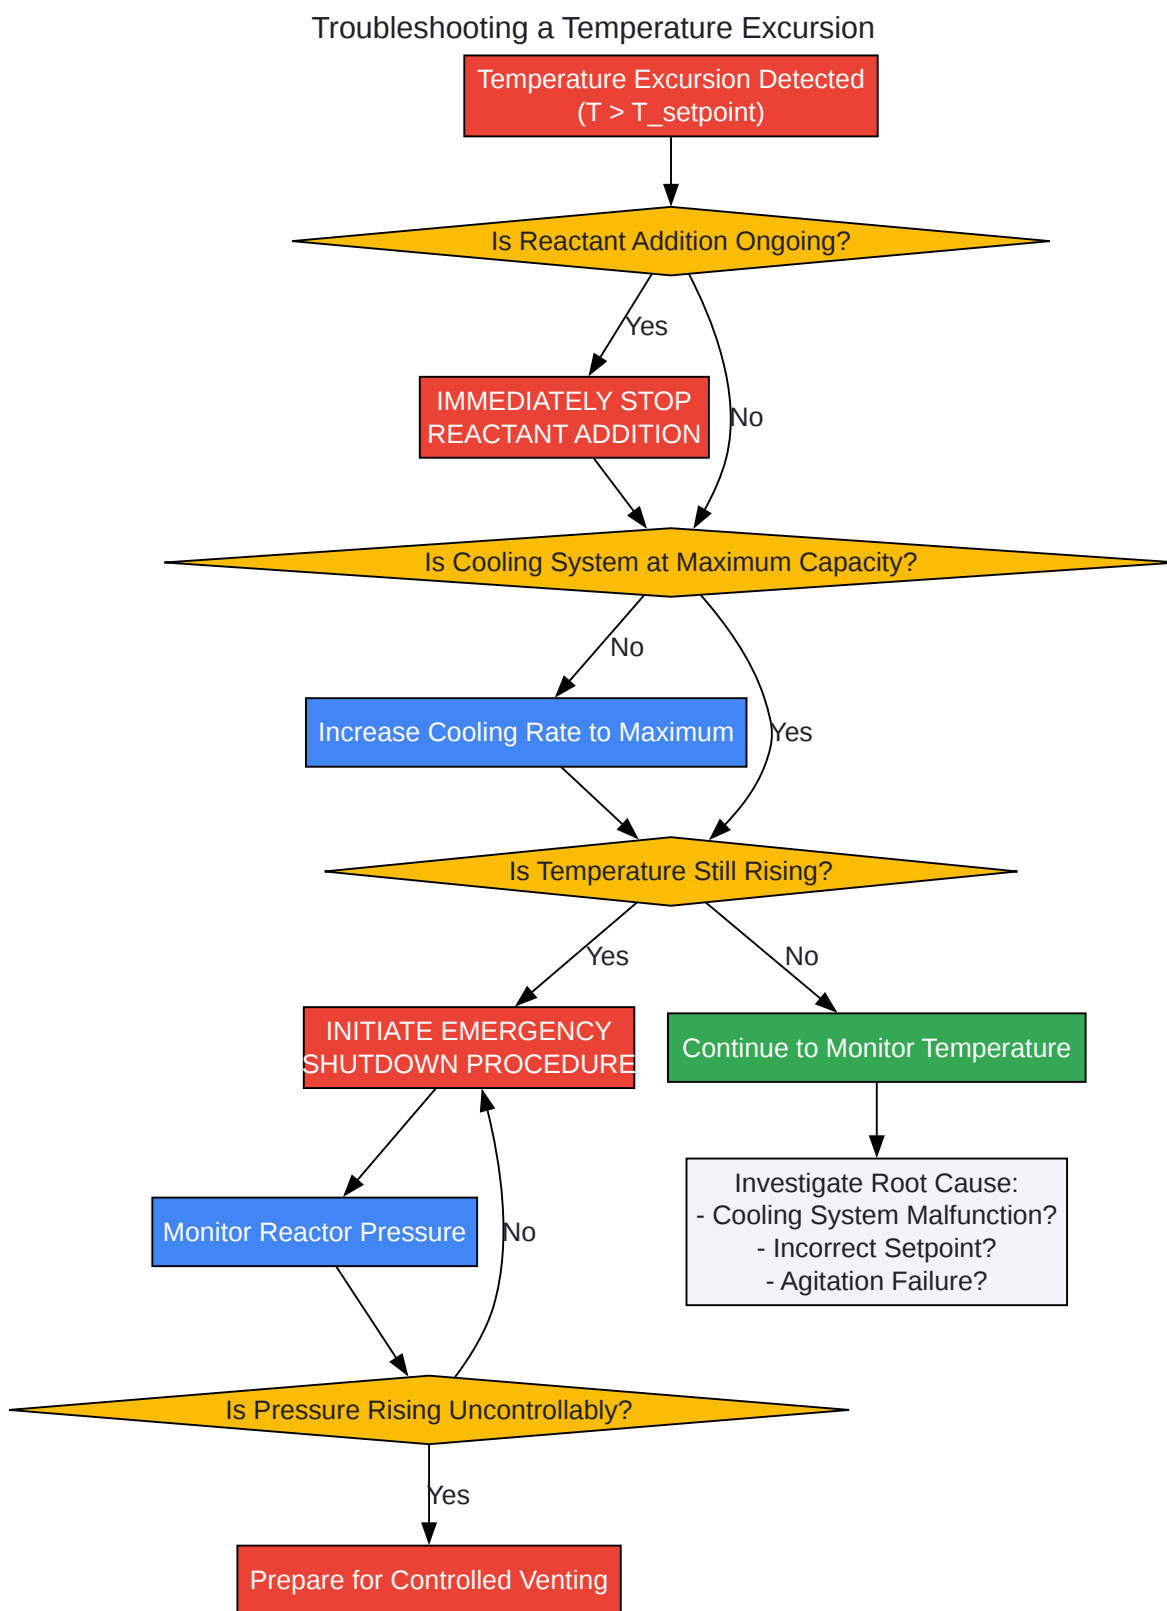 Troubleshooting a Temperature Excursion
Temperature Excursion Detected
(T > T_setpoint)
Is Reactant Addition Ongoing?
Yes
IMMEDIATELY STOP
REACTANT ADDITION
No
Is Cooling System at Maximum Capacity?
No
Increase Cooling Rate to Maximum
Yes
Is Temperature Still Rising?
Yes
No
INITIATE EMERGENCY
SHUTDOWN PROCEDURE
Continue to Monitor Temperature
Investigate Root Cause:
- Cooling System Malfunction?
- Incorrect Setpoint?
- Agitation Failure?
Monitor Reactor Pressure
No
Is Pressure Rising Uncontrollably?
Yes
Prepare for Controlled Venting